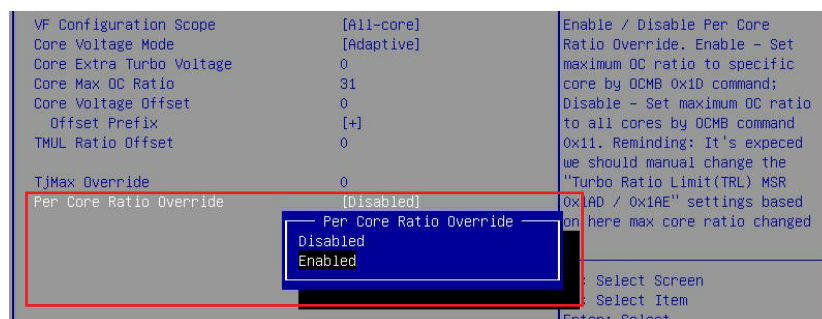 VF Configuration Scope [All-core]
Core Voltage Mode [Adaptive]
Core Extra Turbo Voltage 0
Core Max OC Ratio 31
Core Voltage Offset 0
Offset Prefix [+]
TMUL Ratio Offset 0
TjMax Override 0
Per Core Ratio Override [Disabled]
Per Core Ratio Override
Disabled
Enabled
Enable / Disable Per Core
Ratio Override. Enable - Set
maximum OC ratio to specific
core by OCMB 0x1D command;
Disable - Set maximum OC ratio
to all cores by OCMB command
0x11. Reminding: It's expeced
we should manual change the
"Turbo Ratio Limit(TRL) MSR
0x1AD / 0x1AE" settings based
on here max core ratio changed
: Select Screen
: Select Item
Enter: Select